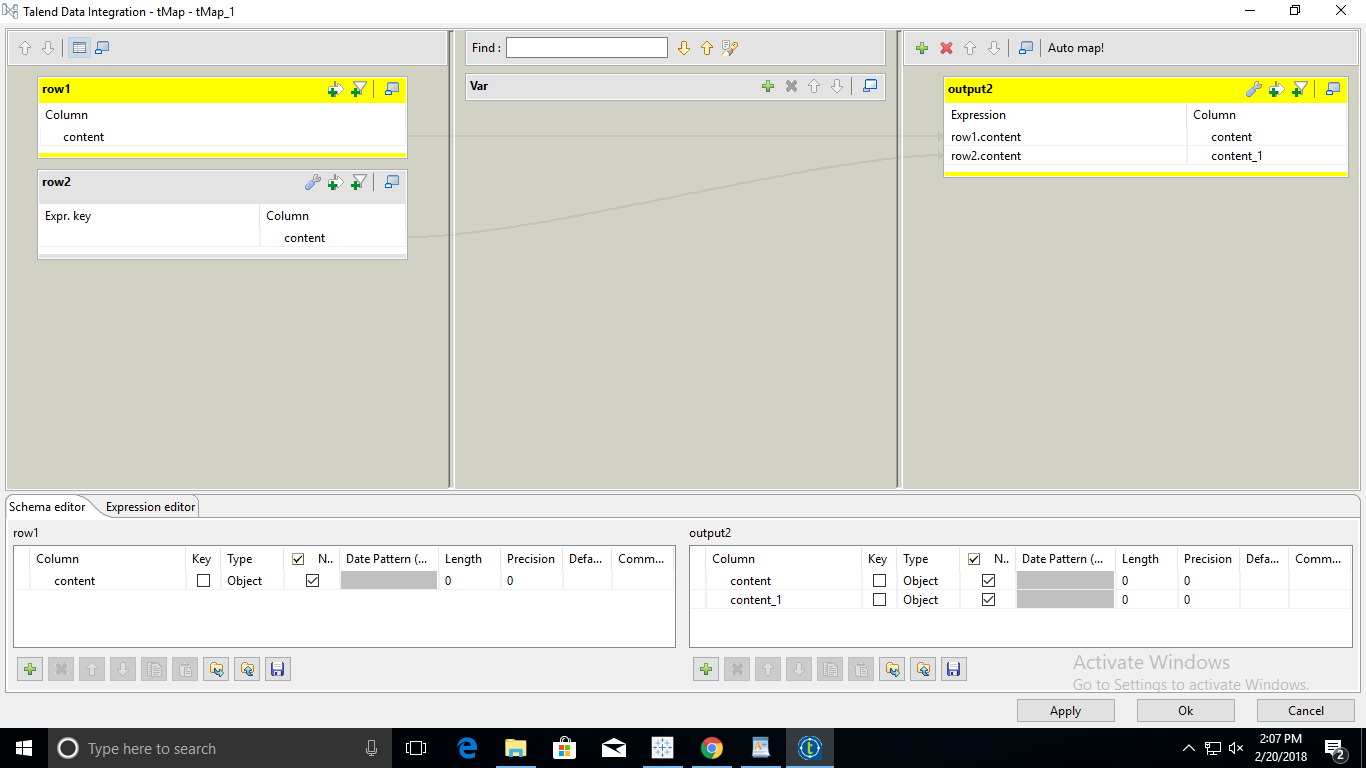 Talend Data Integration - tMap - tMap_1
Find :
Auto map!
row1
Column
content
row2
Expr. key Column
content
Var
output2
Expression Column
row1.content content
row2.content content_1
Schema editor Expression editor
row1
Column Key Type N.. Date Pattern (... Length Precision Defa... Comm...
content Object 0 0
output2
Column Key Type N.. Date Pattern (... Length Precision Defa... Comm...
content Object 0 0
content_1 Object 0 0
Activate Windows
Go to Settings to activate Windows.
Apply Ok Cancel
Type here to search
2:07 PM
2/20/2018
2